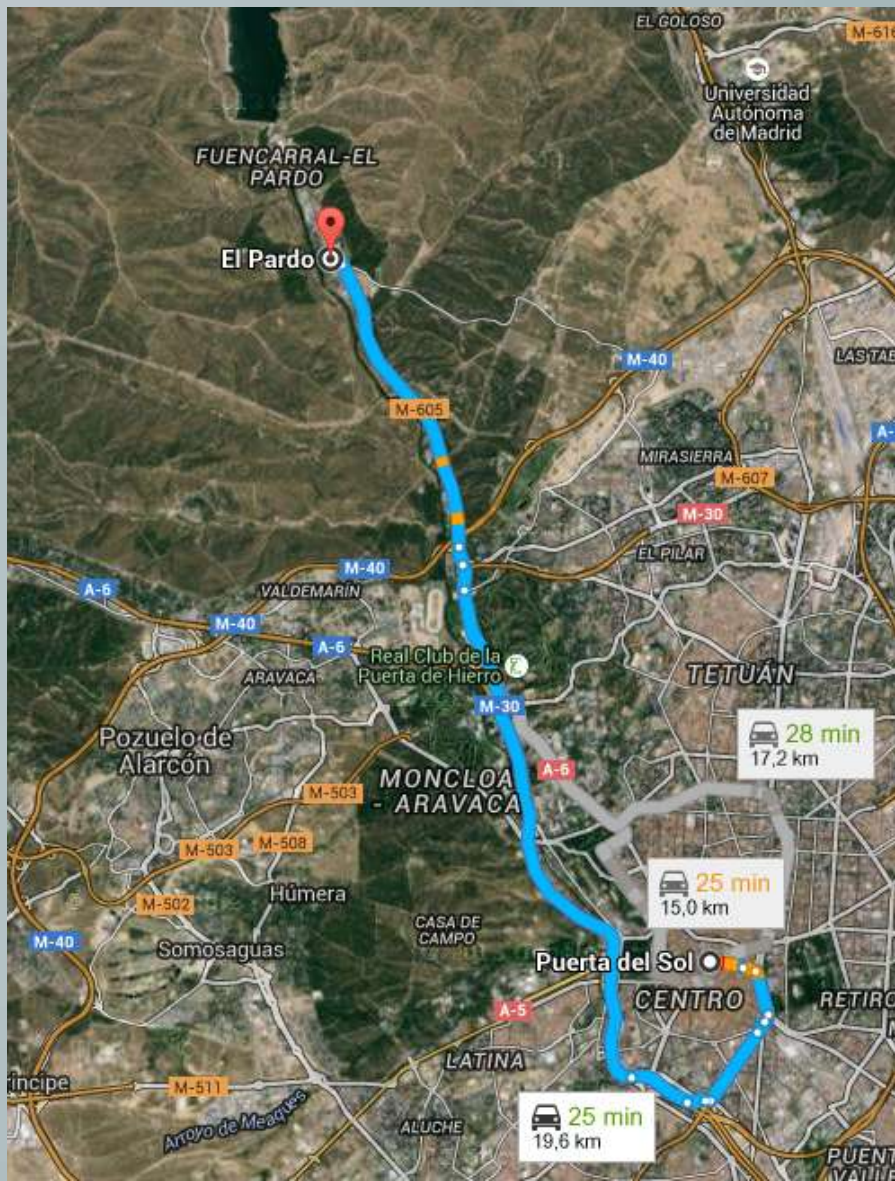 EL GOLOSO
M-616
Universidad
Autónoma
de Madrid
FUENCARRAL-EL
PARDO
El Pardo
M-40
LAS TAB
M-605
A-
MIRASIERRA
M-607
M-30
EL PILAR
M-40
A-6
VALDEMARÍN
M-40
A-6
Real Club de la
Puerta de Hierro
ARAVACA
TETUÁN
M-30
Pozuelo de
Alarcón
28 min
17,2 km
MONCLOA
- ARAVACA
A-6
M-503
M-503
M-508
25 min
15,0 km
Húmera
M-502
CASA DE
CAMPO
M-40
Somosaguas
Puerta del Sol
CENTRO
RETIRO
A-5
LATINA
ríncipe
M-511
Arroyo de Meaques
ALUCHE
25 min
19,6 km
PUENT
VALLE